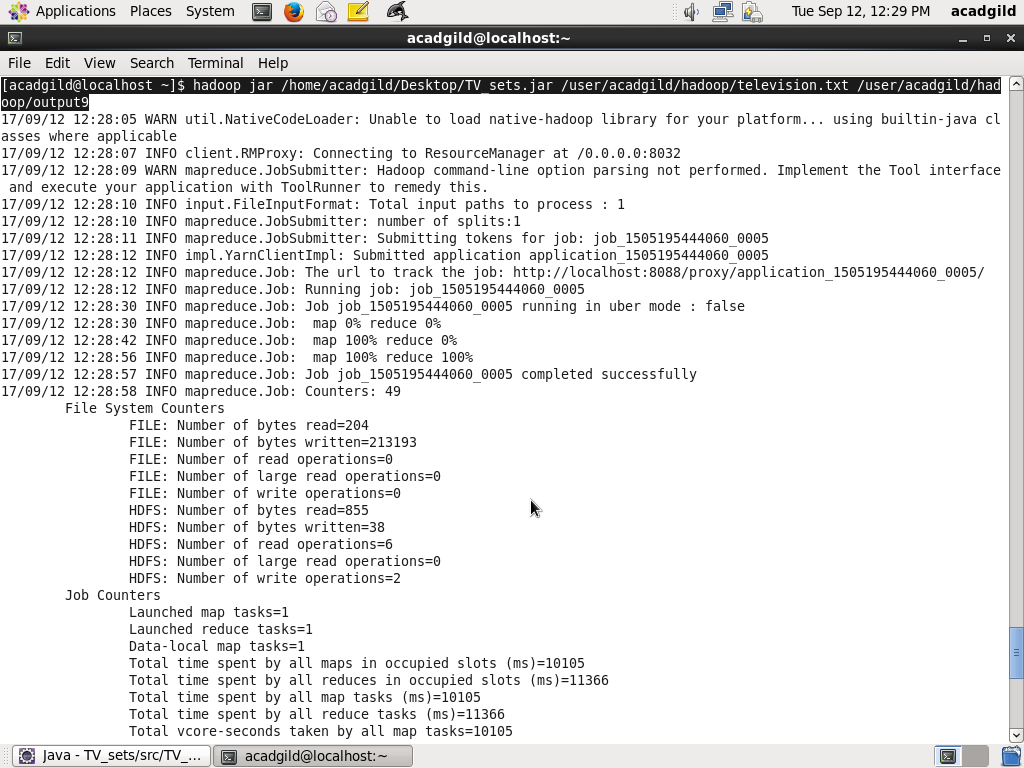 Applications Places System Tue Sep 12, 12:29 PM acadgild
acadgild@localhost:~
File Edit View Search Terminal Help
[acadgild@localhost ~]$ hadoop jar /home/acadgild/Desktop/TV_sets.jar /user/acadgild/hadoop/television.txt /user/acadgild/had
oop/output9
17/09/12 12:28:05 WARN util.NativeCodeLoader: Unable to load native-hadoop library for your platform... using builtin-java cl
asses where applicable
17/09/12 12:28:07 INFO client.RMProxy: Connecting to ResourceManager at /0.0.0.0:8032
17/09/12 12:28:09 WARN mapreduce.JobSubmitter: Hadoop command-line option parsing not performed. Implement the Tool interface
 and execute your application with ToolRunner to remedy this.
17/09/12 12:28:10 INFO input.FileInputFormat: Total input paths to process : 1
17/09/12 12:28:10 INFO mapreduce.JobSubmitter: number of splits:1
17/09/12 12:28:11 INFO mapreduce.JobSubmitter: Submitting tokens for job: job_1505195444060_0005
17/09/12 12:28:12 INFO impl.YarnClientImpl: Submitted application application_1505195444060_0005
17/09/12 12:28:12 INFO mapreduce.Job: The url to track the job: http://localhost:8088/proxy/application_1505195444060_0005/
17/09/12 12:28:12 INFO mapreduce.Job: Running job: job_1505195444060_0005
17/09/12 12:28:30 INFO mapreduce.Job: Job job_1505195444060_0005 running in uber mode : false
17/09/12 12:28:30 INFO mapreduce.Job:  map 0% reduce 0%
17/09/12 12:28:42 INFO mapreduce.Job:  map 100% reduce 0%
17/09/12 12:28:56 INFO mapreduce.Job:  map 100% reduce 100%
17/09/12 12:28:57 INFO mapreduce.Job: Job job_1505195444060_0005 completed successfully
17/09/12 12:28:58 INFO mapreduce.Job: Counters: 49
File System Counters
FILE: Number of bytes read=204
FILE: Number of bytes written=213193
FILE: Number of read operations=0
FILE: Number of large read operations=0
FILE: Number of write operations=0
HDFS: Number of bytes read=855
HDFS: Number of bytes written=38
HDFS: Number of read operations=6
HDFS: Number of large read operations=0
HDFS: Number of write operations=2
Job Counters
Launched map tasks=1
Launched reduce tasks=1
Data-local map tasks=1
Total time spent by all maps in occupied slots (ms)=10105
Total time spent by all reduces in occupied slots (ms)=11366
Total time spent by all map tasks (ms)=10105
Total time spent by all reduce tasks (ms)=11366
Total vcore-seconds taken by all map tasks=10105
Java - TV_sets/src/TV_... acadgild@localhost:~